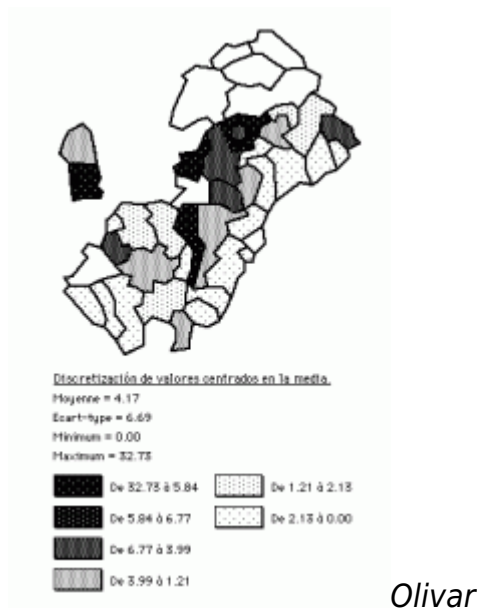 Discretización de valores centrados en la media.
Moyenne = 4.17
Ecart-type = 6.69
Minimum = 0.00
Maximum = 32.73
De 32.73 à 5.84
De 1.21 à 2.13
De 5.84 à 6.77
De 2.13 à 0.00
De 6.77 à 3.99
De 3.99 à 1.21
Olivar